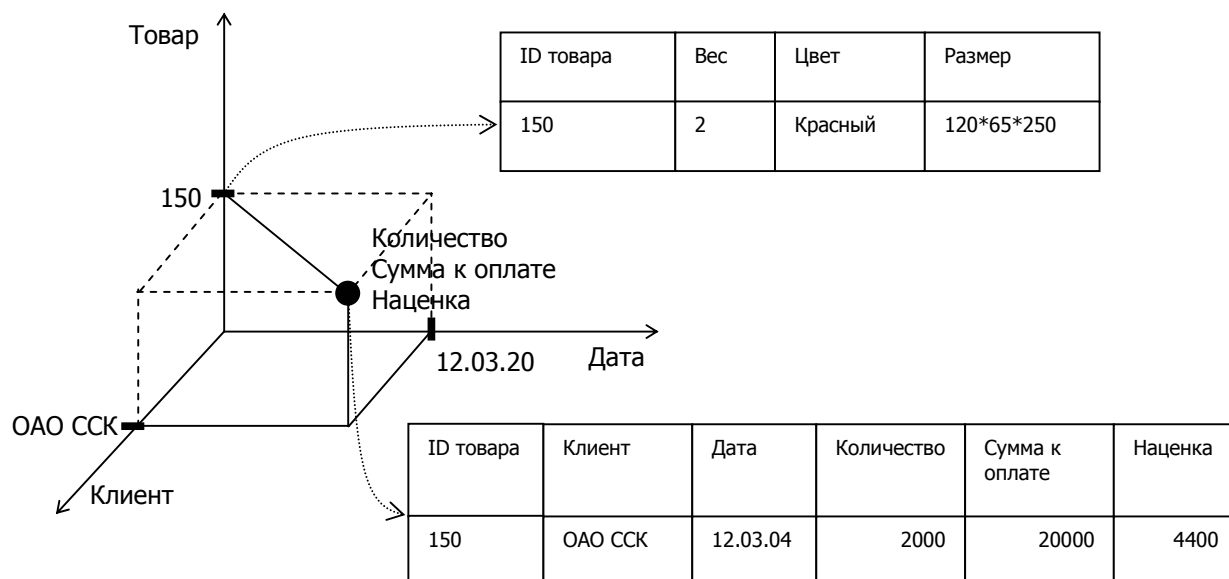 Товар
ID товара Вес Цвет Размер
150 2 Красный 120*65*250
150
Количество
Сумма к оплате
Наценка
12.03.20
Дата
ОАО ССК
Клиент
ID товара Клиент Дата Количество Сумма к оплате Наценка
150 ОАО ССК 12.03.04 2000 20000 4400